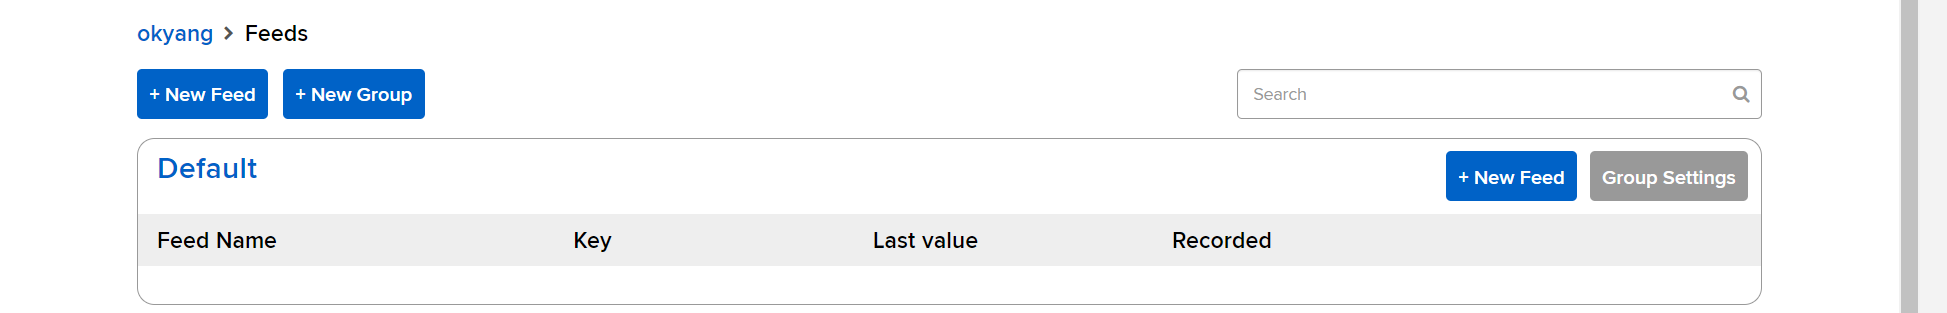 okyang > Feeds
+ New Feed + New Group Search
Default + New Feed Group Settings
Feed Name Key Last value Recorded